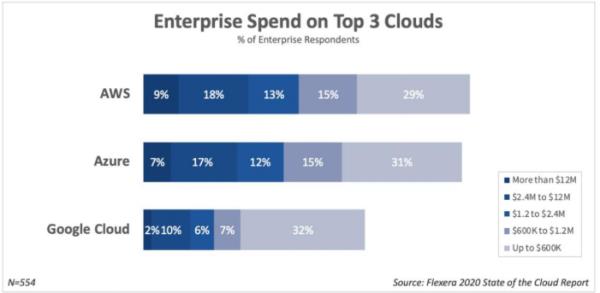 Enterprise Spend on Top 3 Clouds
% of Enterprise Respondents
AWS 9% 18% 13% 15% 29%
Azure 7% 17% 12% 15% 31%
Google Cloud 2% 10% 6% 7% 32%
More than $12M
$2.4M to $12M
$1.2 to $2.4M
$600K to $1.2M
Up to $600K
N=554 Source: Flexera 2020 State of the Cloud Report